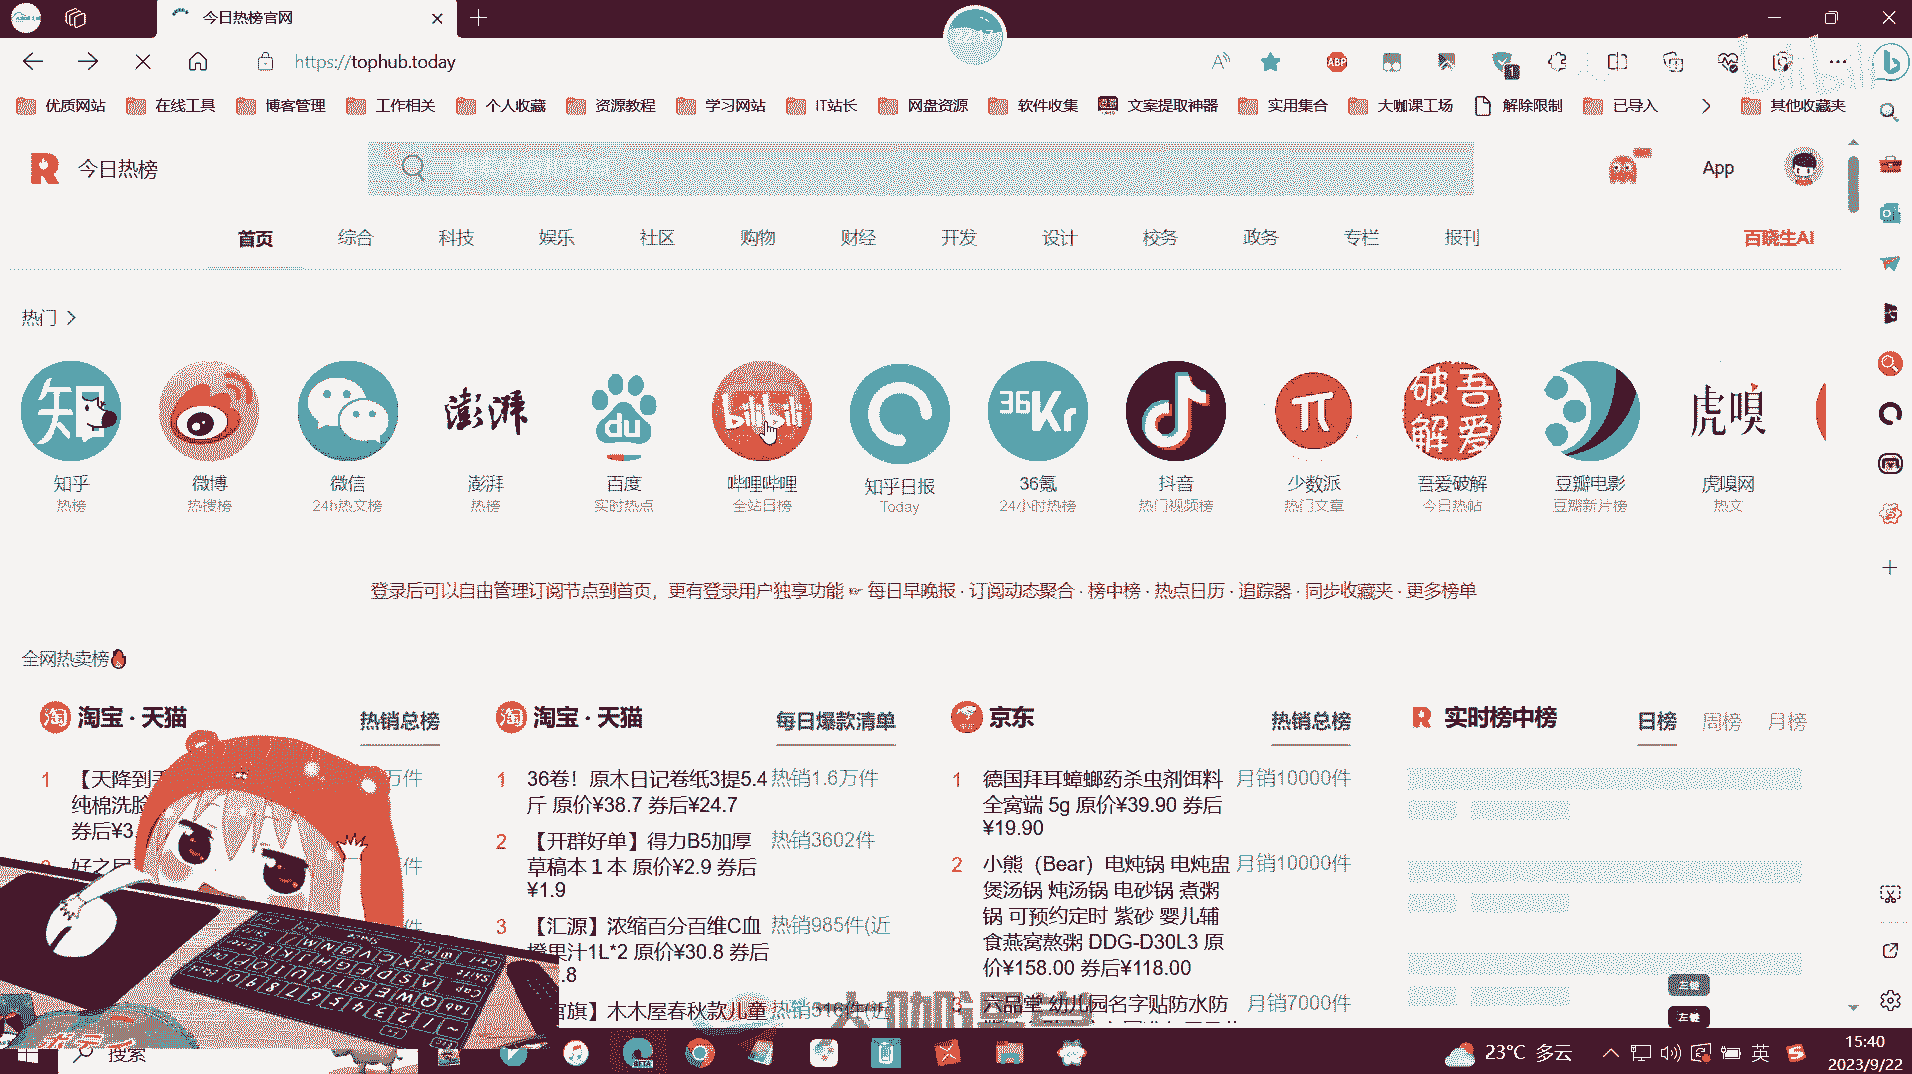 今日热榜官网
https://tophub.today
ABP
1
bilibili
优质网站 在线工具 博客管理 工作相关 个人收藏 资源教程 学习网站 IT站长 网盘资源 软件收集 文案提取神器 实用集合 大咖课工场 解除限制 已导入 其他收藏夹
今日热榜
App
首页 综合 科技 娱乐 社区 购物 财经 开发 设计 校务 政务 专栏 报刊 百晓生AI
热门
知 澎湃 du bilibili 36Kr 吾爱破解 虎嗅
知乎 微博 微信 澎湃 百度 哔哩哔哩 知乎日报 36氪 抖音 少数派 吾爱破解 豆瓣电影 虎嗅网
热榜 热搜榜 24h热文榜 热榜 实时热点 全站日榜 Today 24小时热榜 热门视频榜 热门文章 今日热帖 豆瓣新片榜 热文
登录后可以自由管理订阅节点到首页，更有登录用户独享功能 ☞ 每日早晚报 · 订阅动态聚合 · 榜中榜 · 热点日历 · 追踪器 · 同步收藏夹 · 更多榜单
全网热卖榜🔥
淘 淘宝 · 天猫 热销总榜
1 【天降到手
纯棉洗脸
券后¥3.
万件
2 好之尸
件
件
淘 淘宝 · 天猫 每日爆款清单
1 36卷！原木日记卷纸3提5.4 热销1.6万件
斤 原价¥38.7 券后¥24.7
2 【开群好单】得力B5加厚 热销3602件
草稿本 1 本 原价¥2.9 券后
¥1.9
3 【汇源】浓缩百分百维C血 热销985件(近
橙果汁1L*2 原价¥30.8 券后
.8
旗】木木屋春秋款儿童 热销516件(近
京东 热销总榜
1 德国拜耳蟑螂药杀虫剂饵料 月销10000件
全窝端 5g 原价¥39.90 券后
¥19.90
2 小熊（Bear）电炖锅 电炖盅 月销10000件
煲汤锅 炖汤锅 电砂锅 煮粥
锅 可预约定时 紫砂 婴儿辅
食燕窝熬粥 DDG-D30L3 原
价¥158.00 券后¥118.00
3 六品堂 幼儿园名字贴防水防 月销7000件
实时榜中榜 日榜 周榜 月榜
左键
左键
搜索
BETA
23°C 多云
英
15:40
2023/9/22